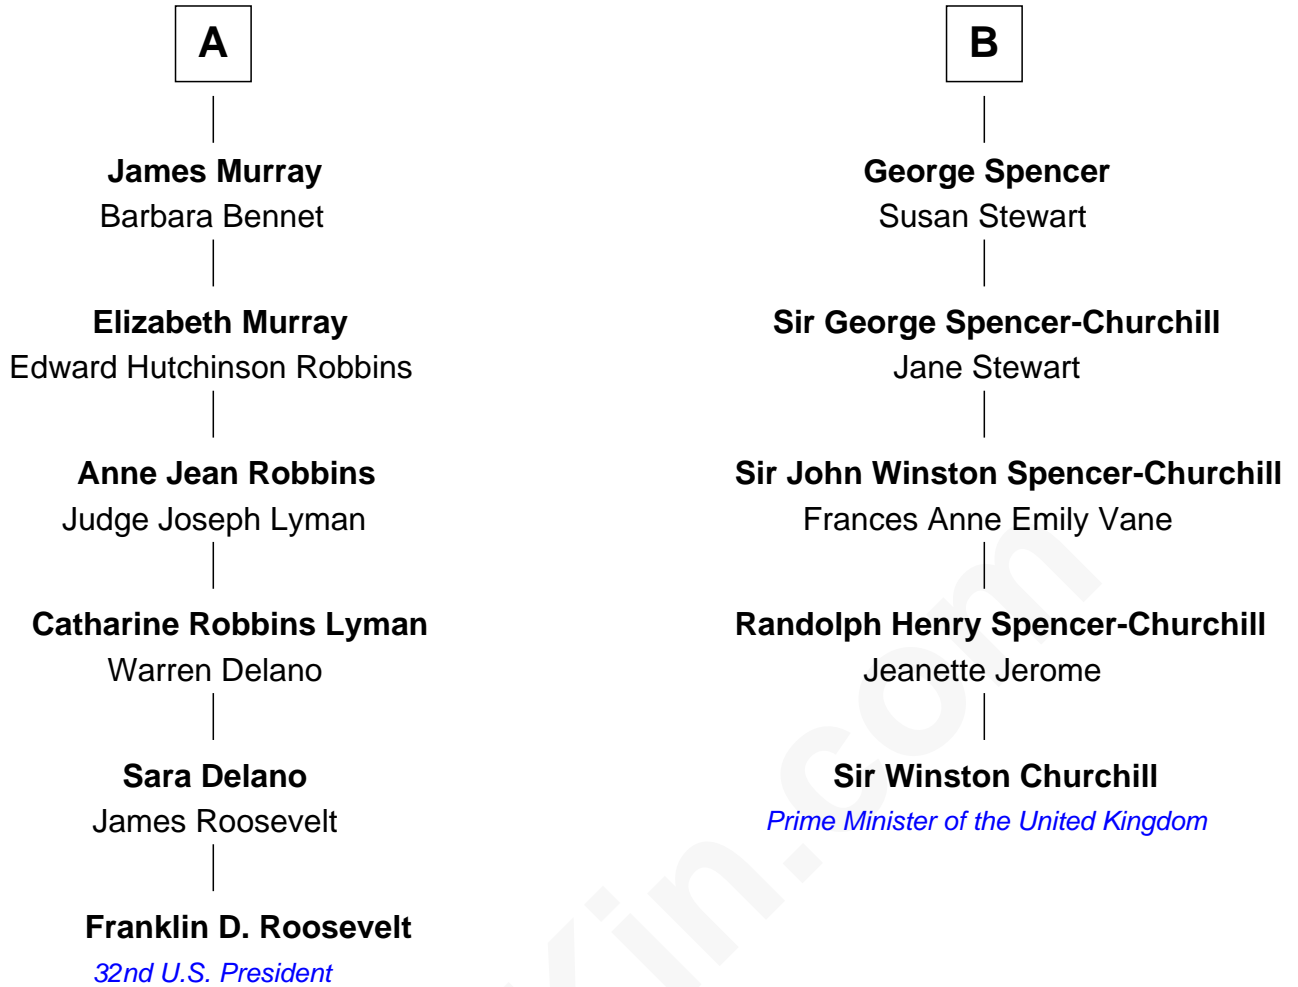 A
James Murray
Barbara Bennet
Elizabeth Murray
Edward Hutchinson Robbins
Anne Jean Robbins
Judge Joseph Lyman
Catharine Robbins Lyman
Warren Delano
Sara Delano
James Roosevelt
Franklin D. Roosevelt
32nd U.S. President
B
George Spencer
Susan Stewart
Sir George Spencer-Churchill
Jane Stewart
Sir John Winston Spencer-Churchill
Frances Anne Emily Vane
Randolph Henry Spencer-Churchill
Jeanette Jerome
Sir Winston Churchill
Prime Minister of the United Kingdom
Kin.com